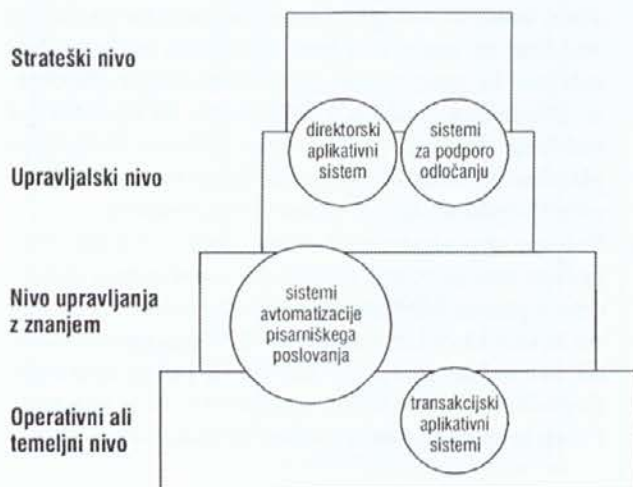 Strateški nivo
direktorski
aplikativni
sistem
sistemi
za podporo
odločanju
Upravljalski nivo
sistemi
avtomatizacije
pisarniškega
poslovanja
Nivo upravljanja
z znanjem
transakcijski
aplikativni
sistemi
Operativni ali
temeljni nivo